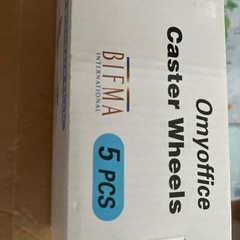 Omyoffice
Caster Wheels
BIFMA
INTERNATIONAL
5 PCS